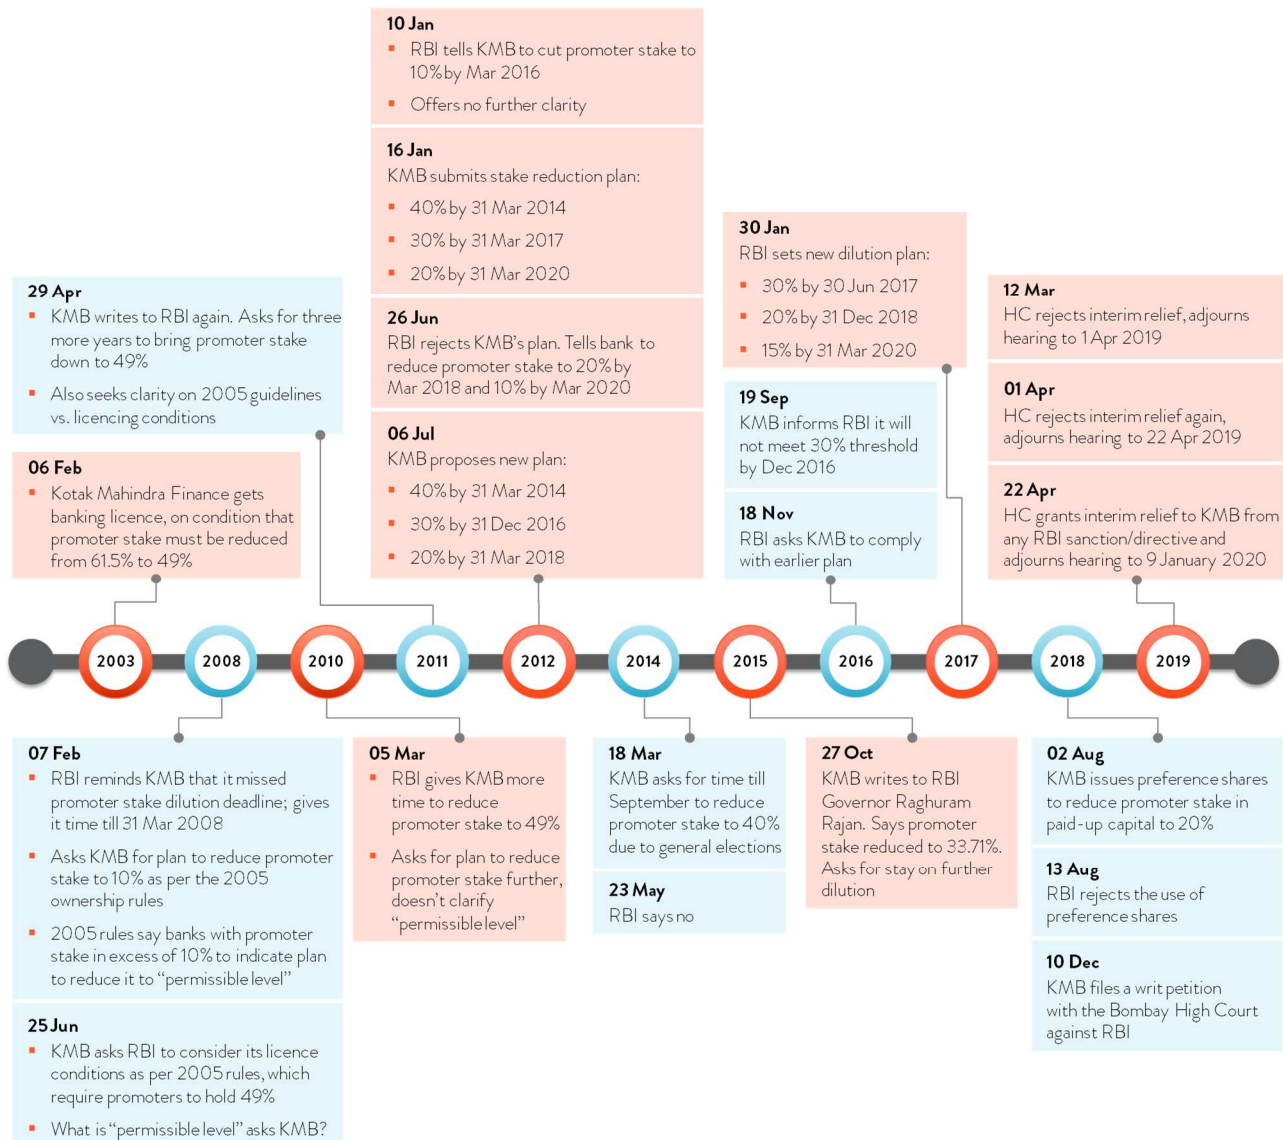 10 Jan
▪ RBI tells KMB to cut promoter stake to
10% by Mar 2016
▪ Offers no further clarity
16 Jan
KMB submits stake reduction plan:
▪ 40% by 31 Mar 2014
▪ 30% by 31 Mar 2017
▪ 20% by 31 Mar 2020
26 Jun
RBI rejects KMB's plan. Tells bank to
reduce promoter stake to 20% by
Mar 2018 and 10% by Mar 2020
06 Jul
KMB proposes new plan:
▪ 40% by 31 Mar 2014
▪ 30% by 31 Dec 2016
▪ 20% by 31 Mar 2018
29 Apr
▪ KMB writes to RBI again. Asks for three
more years to bring promoter stake
down to 49%
▪ Also seeks clarity on 2005 guidelines
vs. licencing conditions
06 Feb
▪ Kotak Mahindra Finance gets
banking licence, on condition that
promoter stake must be reduced
from 61.5% to 49%
30 Jan
RBI sets new dilution plan:
▪ 30% by 30 Jun 2017
▪ 20% by 31 Dec 2018
▪ 15% by 31 Mar 2020
19 Sep
KMB informs RBI it will
not meet 30% threshold
by Dec 2016
18 Nov
RBI asks KMB to comply
with earlier plan
12 Mar
HC rejects interim relief, adjourns
hearing to 1 Apr 2019
01 Apr
HC rejects interim relief again,
adjourns hearing to 22 Apr 2019
22 Apr
HC grants interim relief to KMB from
any RBI sanction/directive and
adjourns hearing to 9 January 2020
2003 2008 2010 2011 2012 2014 2015 2016 2017 2018 2019
07 Feb
▪ RBI reminds KMB that it missed
promoter stake dilution deadline; gives
it time till 31 Mar 2008
▪ Asks KMB for plan to reduce promoter
stake to 10% as per the 2005
ownership rules
▪ 2005 rules say banks with promoter
stake in excess of 10% to indicate plan
to reduce it to “permissible level”
25 Jun
▪ KMB asks RBI to consider its licence
conditions as per 2005 rules, which
require promoters to hold 49%
▪ What is “permissible level” asks KMB?
05 Mar
▪ RBI gives KMB more
time to reduce
promoter stake to 49%
▪ Asks for plan to reduce
promoter stake further,
doesn't clarify
“permissible level”
18 Mar
KMB asks for time till
September to reduce
promoter stake to 40%
due to general elections
23 May
RBI says no
27 Oct
KMB writes to RBI
Governor Raghuram
Rajan. Says promoter
stake reduced to 33.71%.
Asks for stay on further
dilution
02 Aug
KMB issues preference shares
to reduce promoter stake in
paid-up capital to 20%
13 Aug
RBI rejects the use of
preference shares
10 Dec
KMB files a writ petition
with the Bombay High Court
against RBI